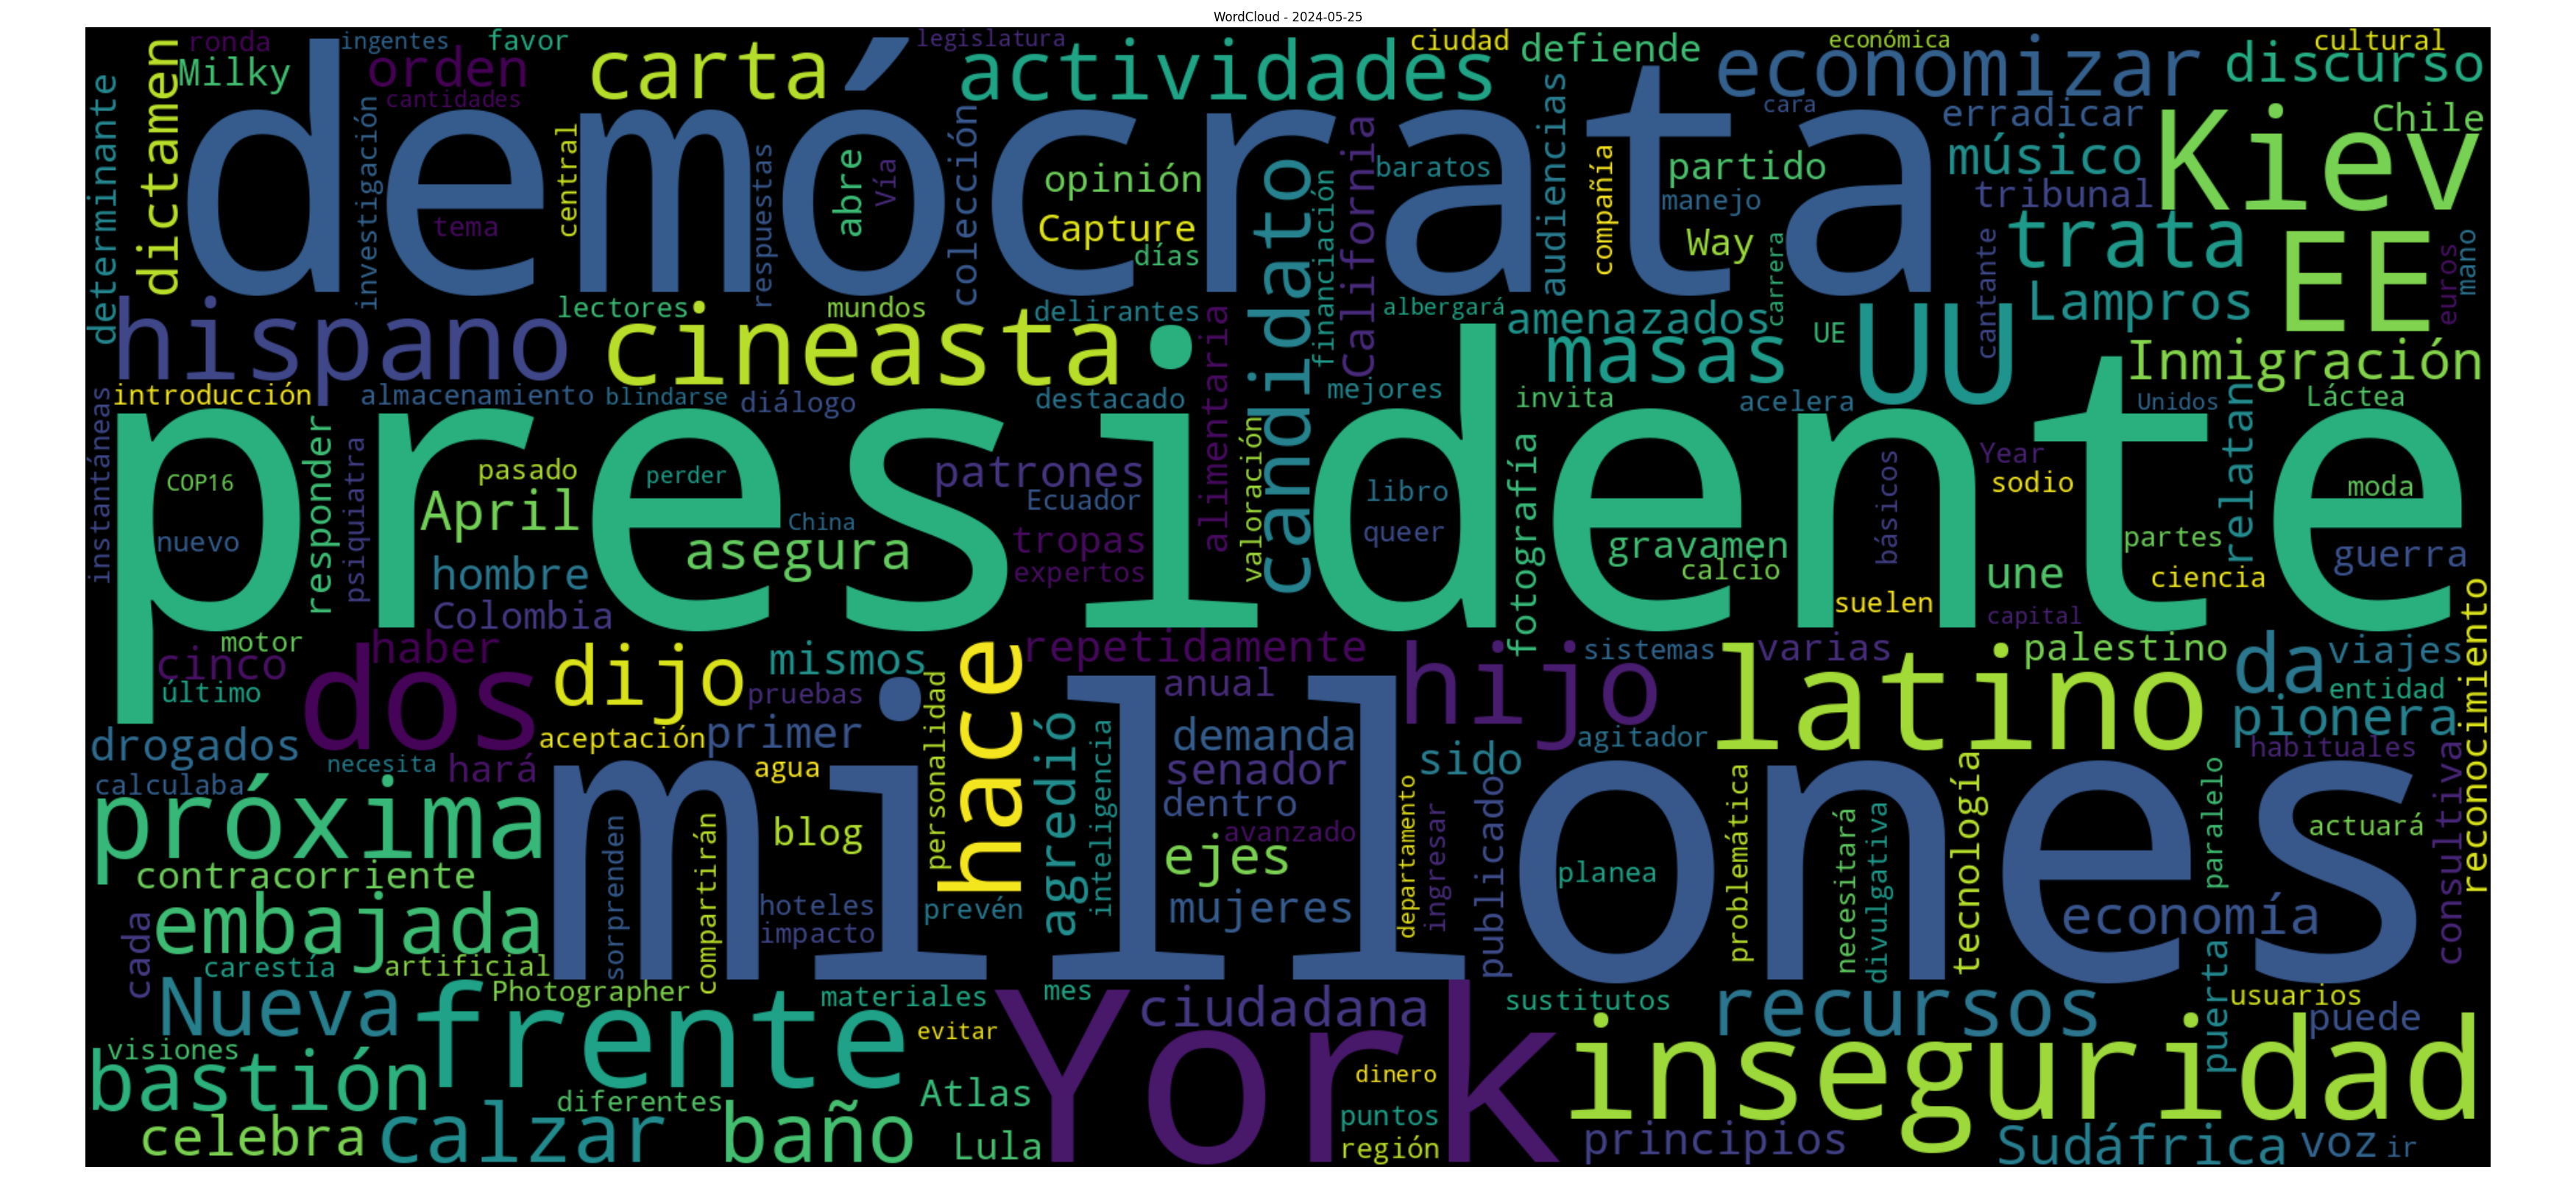 WordCloud - 2024-05-25
ronda
ingentes
favor
legislatura
ciudad
defiende
económica
cultural
dictamen
Milky
orden
carta
actividades
economizar
discurso
cantidades
demócrata
determinante
investigación
central
respuestas
abre
Vía
colección
opinión
Capture
días
tema
candidato
California
baratos
audiencias
compañía
partido
manejo
Way
cara
erradicar
músico
tribunal
Kiev
Chile
trata
carrera
cantante
EE
euros
mano
hispano
lectores
mundos
cineasta
delirantes
alimentaria
financiación
albergará
amenazados
masas
UE
UU
Lampros
Inmigración
instantáneas
introducción
almacenamiento
blindarse
diálogo
destacado
mejores
invita
acelera
Unidos
Láctea
presidente
COP16
nuevo
responder
psiquiatra
pasado
April
perder
China
asegura
patrones
Ecuador
tropas
expertos
valoración
libro
queer
fotografía
gravamen
calcio
básicos
Year
sodio
suelen
une
capital
partes
ciencia
relatan
moda
guerra
hombre
Colombia
motor
cinco
haber
último
dos
dijo
mismos
pruebas
aceptación
primer
personalidad
hace
repetidamente
anual
hijo
sistemas
varias
latino
palestino
da
viajes
entidad
pionera
habituales
reconocimiento
drogados
necesita
hará
calculaba
agua
agredió
inteligencia
demanda
senador
dentro
avanzado
sido
agitador
millones
próxima
contracorriente
embajada
cada
carestía
artificial
sorprenden
compartirán
blog
hoteles
impacto
prevén
ejes
mujeres
departamento
ingresar
publicado
planea
problemática
necesitará
divulgativa
tecnología
paralelo
actuará
economía
consultiva
Nueva
Photographer
frente
materiales
evitar
mes
York
ciudadana
sustitutos
recursos
puerta
usuarios
puede
visiones
bastión
diferentes
Atlas
dinero
puntos
región
inseguridad
celebra
calzar
baño
Lula
principios
Sudáfrica
voz
ir